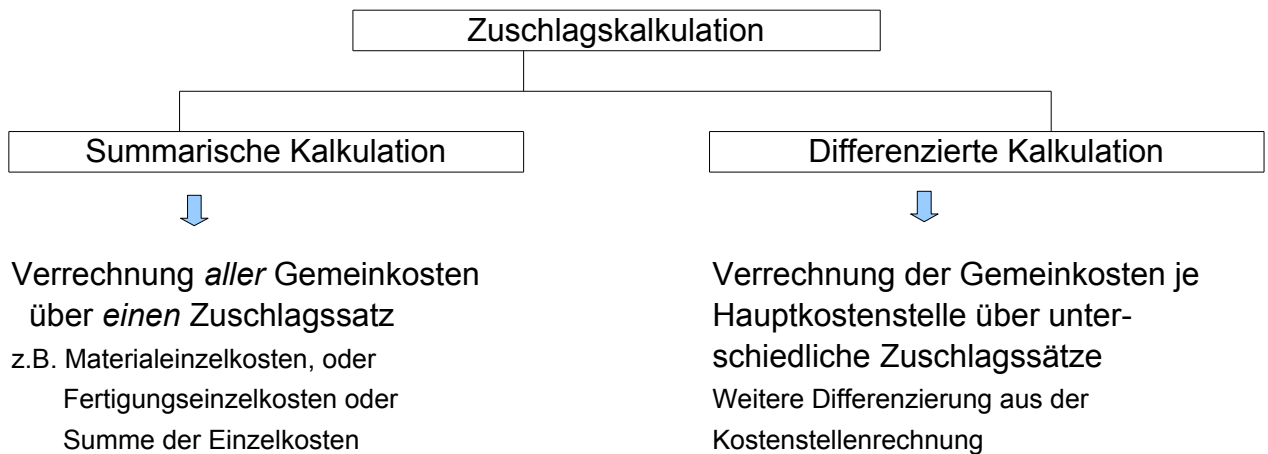 Zuschlagskalkulation
Summarische Kalkulation
Differenzierte Kalkulation
Verrechnung aller Gemeinkosten
über einen Zuschlagssatz
z.B. Materialeinzelkosten, oder
Fertigungseinzelkosten oder
Summe der Einzelkosten
Verrechnung der Gemeinkosten je
Hauptkostenstelle über unter-
schiedliche Zuschlagssätze
Weitere Differenzierung aus der
Kostenstellenrechnung